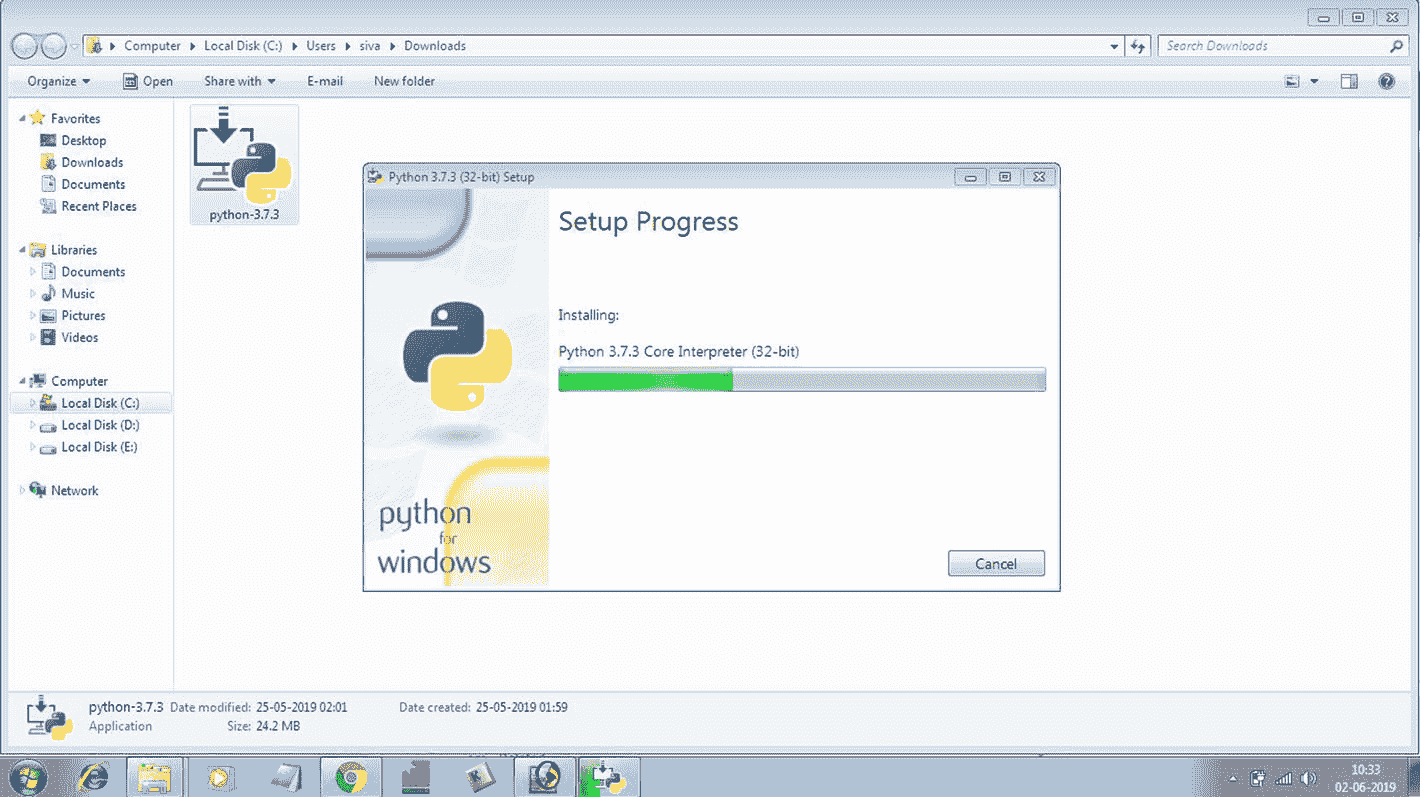 Computer Local Disk (C:) Users siva Downloads
Search Downloads
Organize Open Share with E-mail New folder
Favorites
Desktop
Downloads
Documents
Recent Places
Libraries
Documents
Music
Pictures
Videos
Computer
Local Disk (C:)
Local Disk (D:)
Local Disk (E:)
Network
python-3.7.3
Python 3.7.3 (32-bit) Setup
Setup Progress
Installing:
Python 3.7.3 Core Interpreter (32-bit)
python
for
windows
Cancel
python-3.7.3 Date modified: 25-05-2019 02:01 Date created: 25-05-2019 01:59
Application Size: 24.2 MB
10:33
02-06-2019